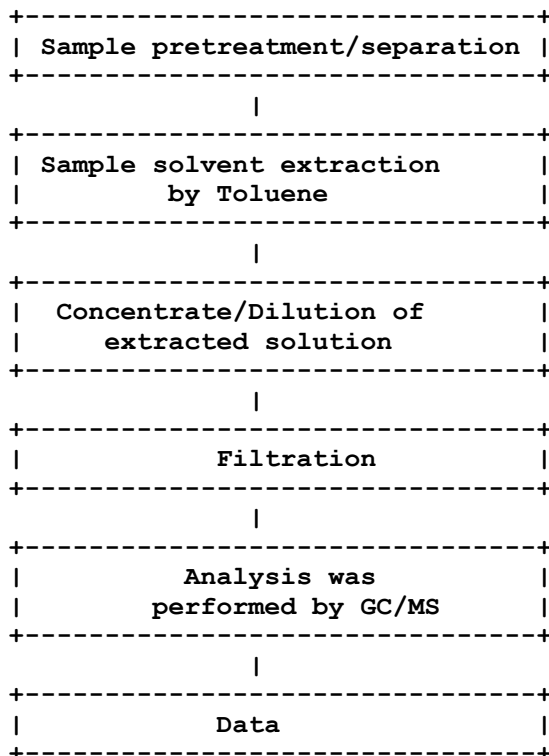 Sample pretreatment/separation
Sample solvent extraction
by Toluene
Concentrate/Dilution of
extracted solution
Filtration
Analysis was
performed by GC/MS
Data